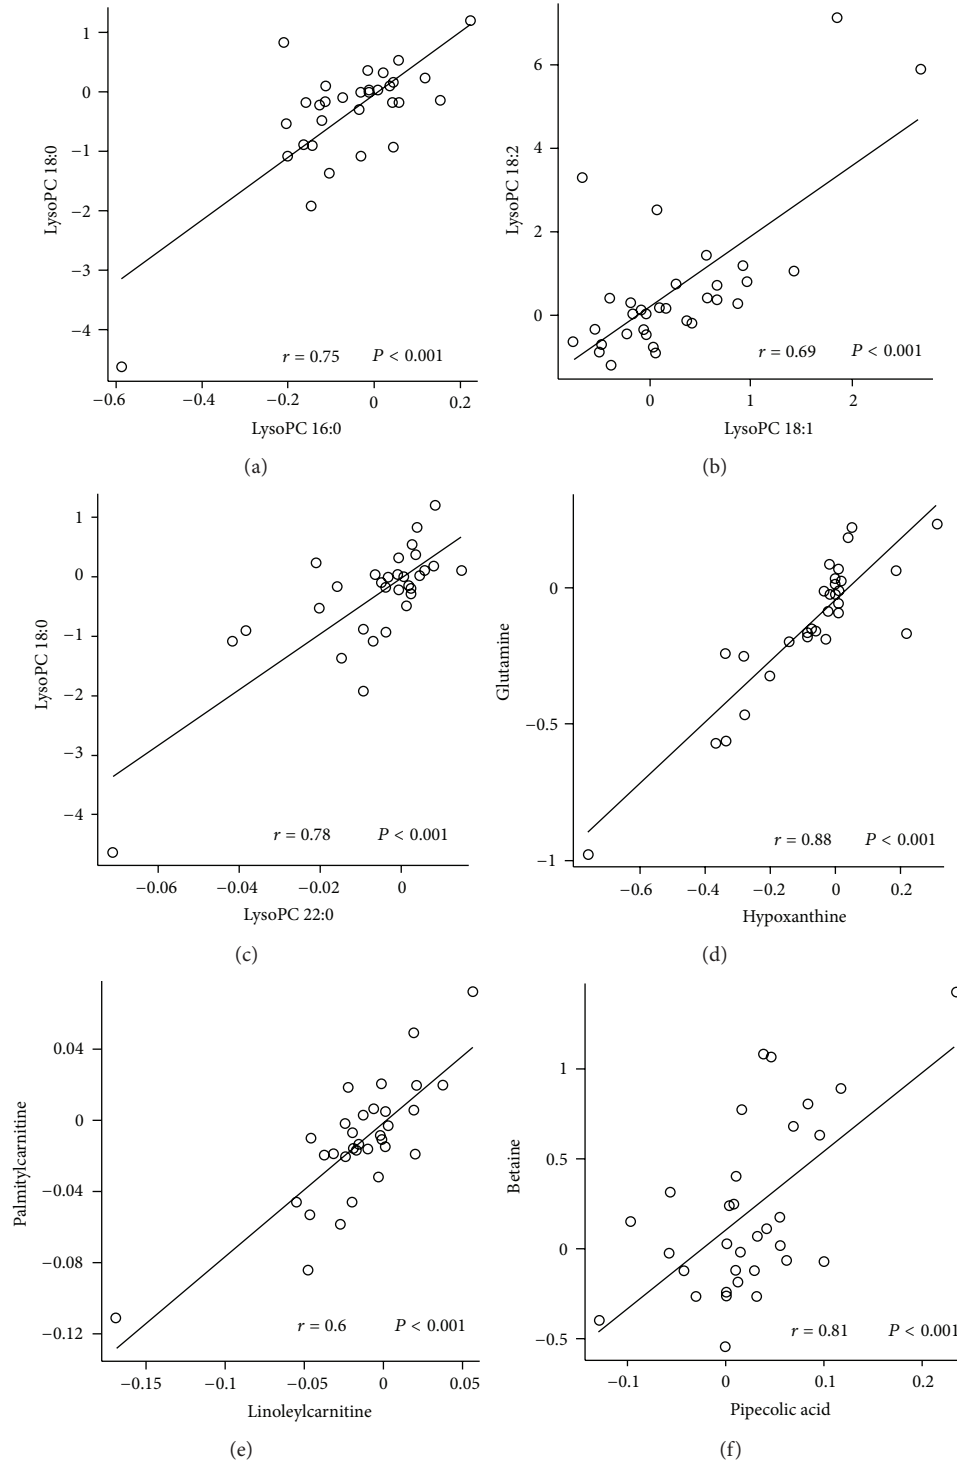 1
0
−1
−2
−3
−4
LysoPC 18:0
r = 0.75 P < 0.001
−0.6 −0.4 −0.2 0 0.2
LysoPC 16:0
(a)
6
4
2
0
LysoPC 18:2
r = 0.69 P < 0.001
0 1 2
LysoPC 18:1
(b)
1
0
−1
−2
−3
−4
LysoPC 18:0
r = 0.78 P < 0.001
−0.06 −0.04 −0.02 0
LysoPC 22:0
(c)
0
−0.5
−1
Glutamine
r = 0.88 P < 0.001
−0.6 −0.4 −0.2 0 0.2
Hypoxanthine
(d)
0.04
0
−0.04
−0.08
−0.12
Palmitylcarnitine
r = 0.6 P < 0.001
−0.15 −0.1 −0.05 0 0.05
Linoleylcarnitine
(e)
1
0.5
0
−0.5
Betaine
r = 0.81 P < 0.001
−0.1 0 0.1 0.2
Pipecolic acid
(f)